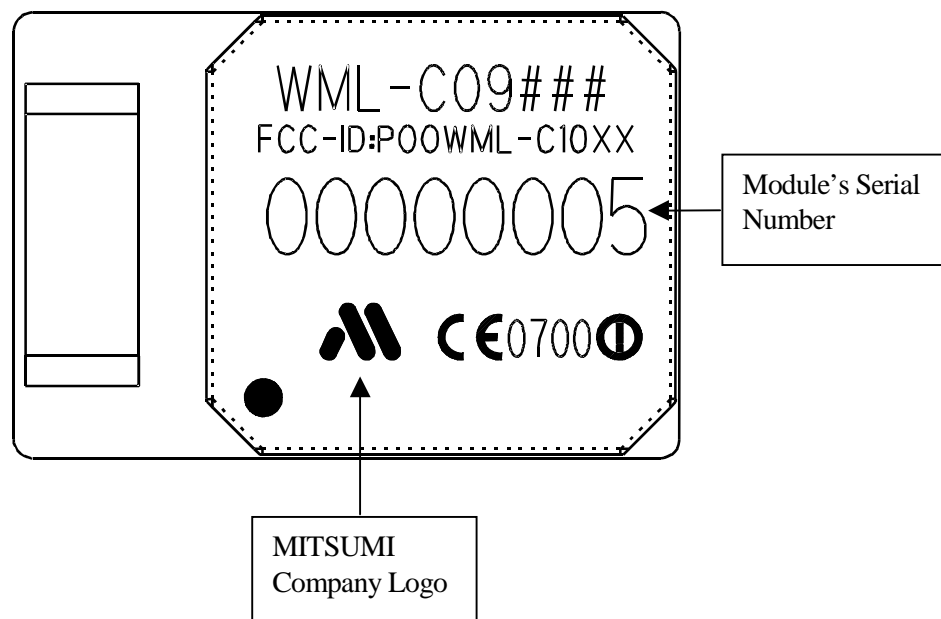 WML-C09###
FCC-ID:POOWML-C10XX
00000005
Module's Serial
Number
CE0700
MITSUMI
Company Logo